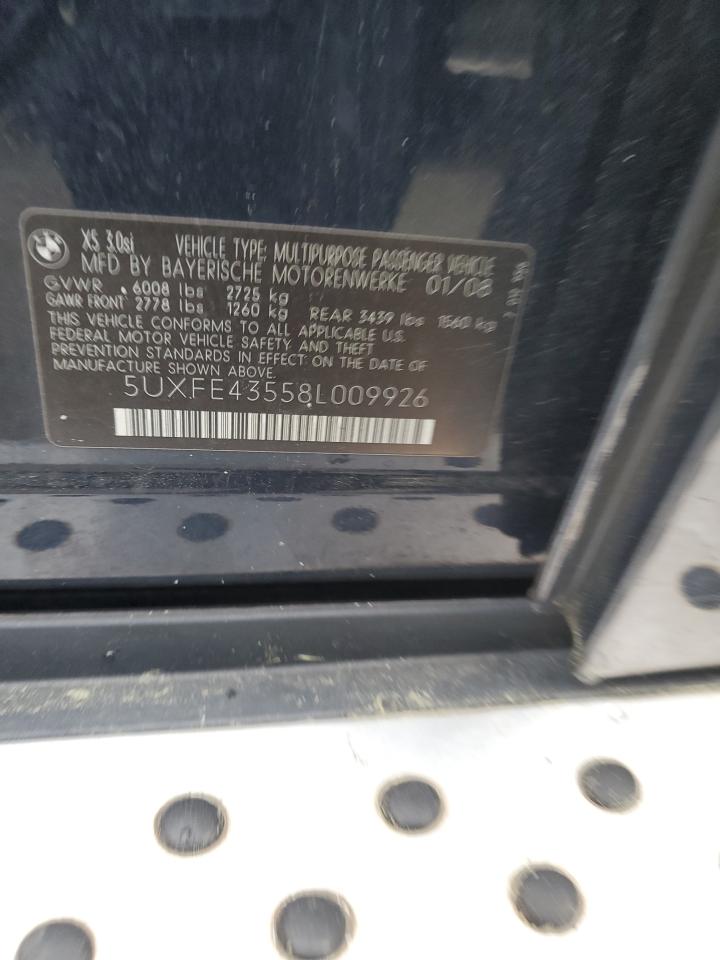 X5 3.0si VEHICLE TYPE: MULTIPURPOSE PASSENGER VEHICLE
MFD BY BAYERISCHE MOTORENWERKE 01/08
GVWR 6008 lbs 2725 kg
GAWR FRONT 2778 lbs 1260 kg REAR 3439 lbs 1560 kg
THIS VEHICLE CONFORMS TO ALL APPLICABLE U.S.
FEDERAL MOTOR VEHICLE SAFETY AND THEFT
PREVENTION STANDARDS IN EFFECT ON THE DATE OF
MANUFACTURE SHOWN ABOVE.
5UXFE43558L009926